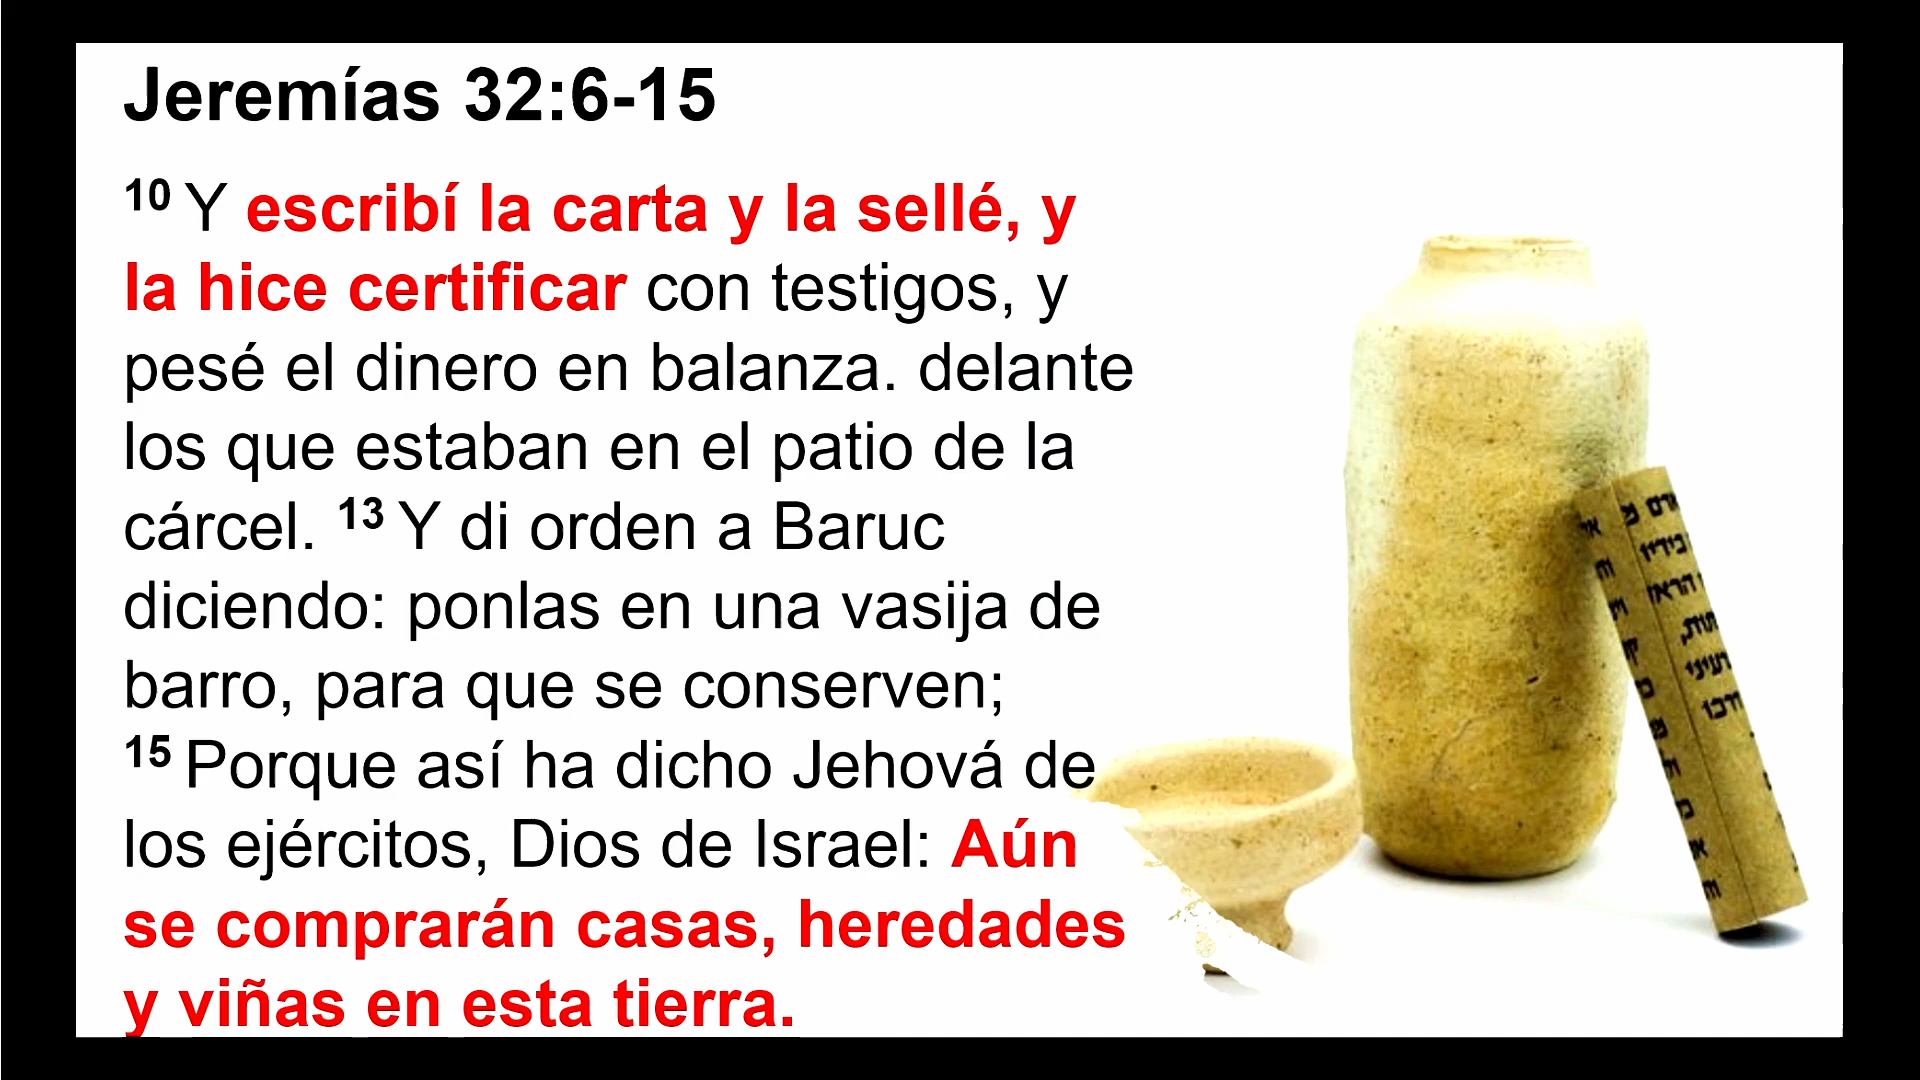 Jeremías 32:6-15
10 Y escribí la carta y la sellé, y
la hice certificar con testigos, y
pesé el dinero en balanza. delante
los que estaban en el patio de la
cárcel. 13 Y di orden a Baruc
diciendo: ponlas en una vasija de
barro, para que se conserven;
15 Porque así ha dicho Jehová de
los ejércitos, Dios de Israel: Aún
se comprarán casas, heredades
y viñas en esta tierra.